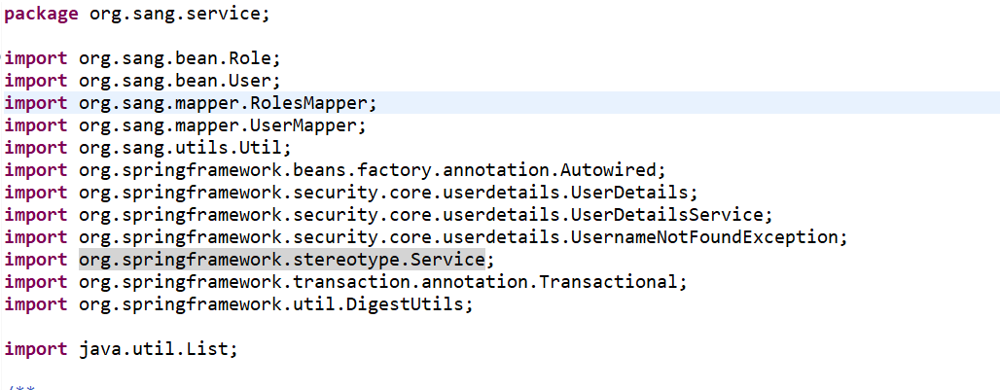 package org.sang.service;
import org.sang.bean.Role;
import org.sang.bean.User;
import org.sang.mapper.RolesMapper;
import org.sang.mapper.UserMapper;
import org.sang.utils.Util;
import org.springframework.beans.factory.annotation.Autowired;
import org.springframework.security.core.userdetails.UserDetails;
import org.springframework.security.core.userdetails.UserDetailsService;
import org.springframework.security.core.userdetails.UsernameNotFoundException;
import org.springframework.stereotype.Service;
import org.springframework.transaction.annotation.Transactional;
import org.springframework.util.DigestUtils;
import java.util.List;
/**